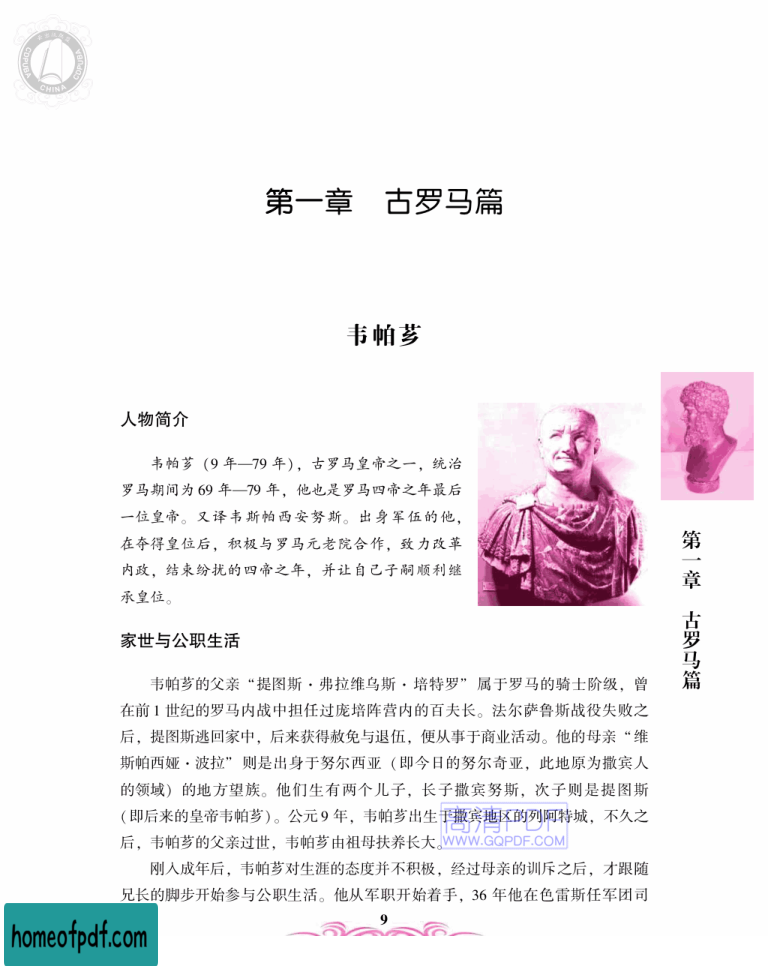 COPUBA CHINA COPUBA
第一章 古罗马篇
韦帕芗
人物简介
韦帕芗（9 年—79 年），古罗马皇帝之一，统治
罗马期间为 69 年—79 年，他也是罗马四帝之年最后
一位皇帝。又译韦斯帕西安努斯。出身军伍的他，
在夺得皇位后，积极与罗马元老院合作，致力改革
内政，结束纷扰的四帝之年，并让自己子嗣顺利继
承皇位。
家世与公职生活
韦帕芗的父亲“提图斯·弗拉维乌斯·培特罗”属于罗马的骑士阶级，曾
在前 1 世纪的罗马内战中担任过庞培阵营内的百夫长。法尔萨鲁斯战役失败之
后，提图斯逃回家中，后来获得赦免与退伍，便从事于商业活动。他的母亲“维
斯帕西娅·波拉”则是出身于努尔西亚（即今日的努尔奇亚，此地原为撒宾人
的领域）的地方望族。他们生有两个儿子，长子撒宾努斯，次子则是提图斯
（即后来的皇帝韦帕芗）。公元 9 年，韦帕芗出生于撒宾地区的列阿特城，不久之
后，韦帕芗的父亲过世，韦帕芗由祖母扶养长大。
刚入成年后，韦帕芗对生涯的态度并不积极，经过母亲的训斥之后，才跟随
兄长的脚步开始参与公职生活。他从军职开始着手，36 年他在色雷斯任军团司
第一章 古罗马篇
高清PDF
WWW.GQPDF.COM
9
homeofpdf.com